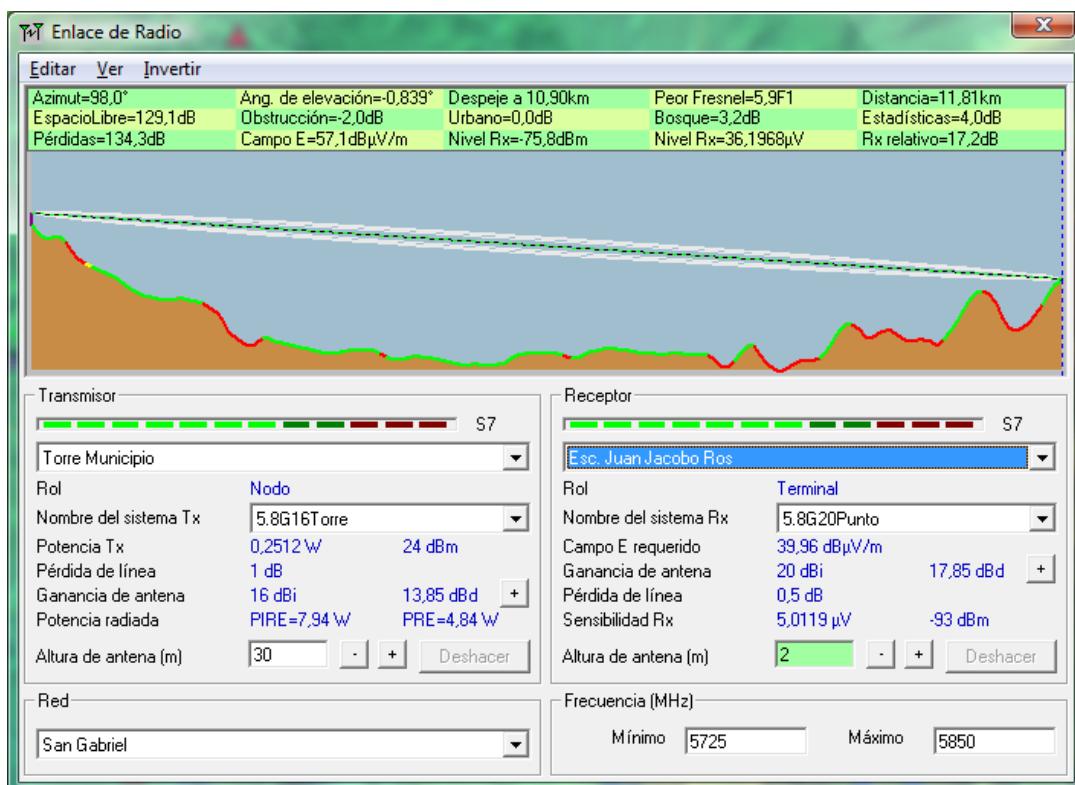 Enlace de Radio
Editar Ver Invertir
Azimut=98,0° Ang. de elevación=-0,839° Despeje a 10,90km Peor Fresnel=5,9F1 Distancia=11,81km
EspacioLibre=129,1dB Obstrucción=-2,0dB Urbano=0,0dB Bosque=3,2dB Estadísticas=4,0dB
Pérdidas=134,3dB Campo E=57,1dBµV/m Nivel Rx=-75,8dBm Nivel Rx=36,1968µV Rx relativo=17,2dB
Transmisor
S7
Torre Municipio
Rol Nodo
Nombre del sistema Tx 5.8G16Torre
Potencia Tx 0,2512 W 24 dBm
Pérdida de línea 1 dB
Ganancia de antena 16 dBi 13,85 dBd +
Potencia radiada PIRE=7,94 W PRE=4,84 W
Altura de antena (m) 30 - + Deshacer
Receptor
S7
Esc. Juan Jacobo Ros
Rol Terminal
Nombre del sistema Rx 5.8G20Punto
Campo E requerido 39,96 dBµV/m
Ganancia de antena 20 dBi 17,85 dBd +
Pérdida de línea 0,5 dB
Sensibilidad Rx 5,0119 µV -93 dBm
Altura de antena (m) 2 - + Deshacer
Red
San Gabriel
Frecuencia (MHz)
Mínimo 5725 Máximo 5850